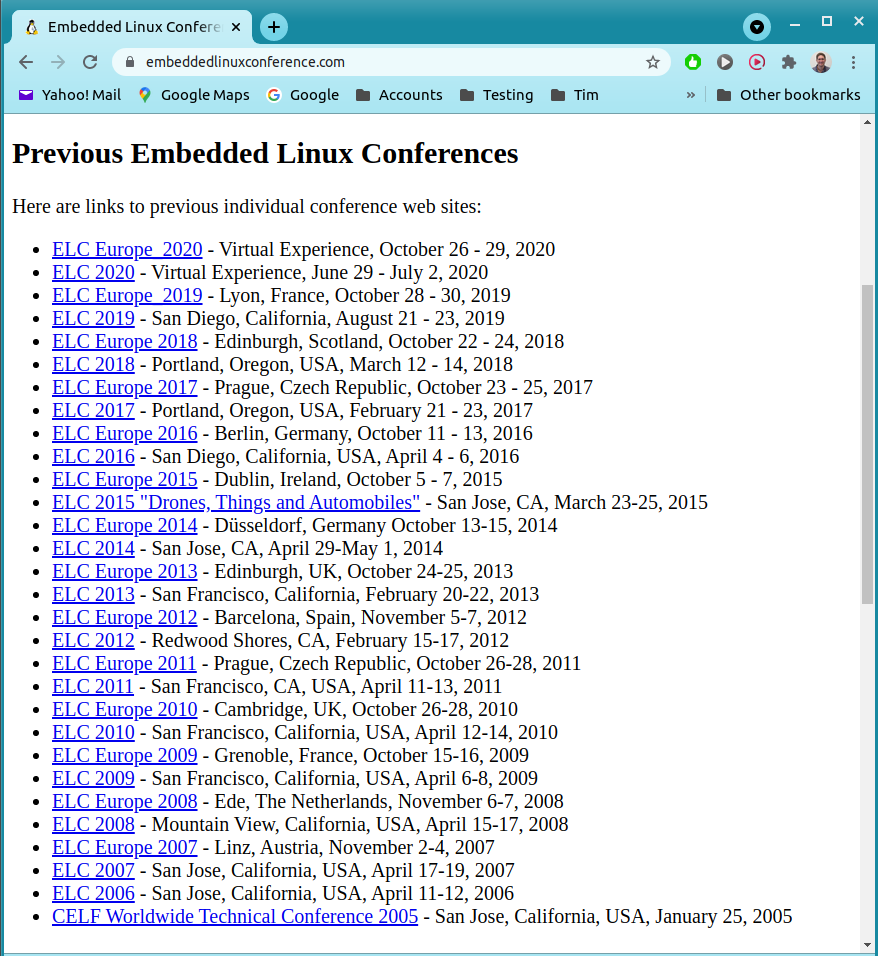 Embedded Linux Confere
embeddedlinuxconference.com
Yahoo! Mail Google Maps Google Accounts Testing Tim » Other bookmarks
Previous Embedded Linux Conferences
Here are links to previous individual conference web sites:
ELC Europe 2020 - Virtual Experience, October 26 - 29, 2020
ELC 2020 - Virtual Experience, June 29 - July 2, 2020
ELC Europe 2019 - Lyon, France, October 28 - 30, 2019
ELC 2019 - San Diego, California, August 21 - 23, 2019
ELC Europe 2018 - Edinburgh, Scotland, October 22 - 24, 2018
ELC 2018 - Portland, Oregon, USA, March 12 - 14, 2018
ELC Europe 2017 - Prague, Czech Republic, October 23 - 25, 2017
ELC 2017 - Portland, Oregon, USA, February 21 - 23, 2017
ELC Europe 2016 - Berlin, Germany, October 11 - 13, 2016
ELC 2016 - San Diego, California, USA, April 4 - 6, 2016
ELC Europe 2015 - Dublin, Ireland, October 5 - 7, 2015
ELC 2015 "Drones, Things and Automobiles" - San Jose, CA, March 23-25, 2015
ELC Europe 2014 - Düsseldorf, Germany October 13-15, 2014
ELC 2014 - San Jose, CA, April 29-May 1, 2014
ELC Europe 2013 - Edinburgh, UK, October 24-25, 2013
ELC 2013 - San Francisco, California, February 20-22, 2013
ELC Europe 2012 - Barcelona, Spain, November 5-7, 2012
ELC 2012 - Redwood Shores, CA, February 15-17, 2012
ELC Europe 2011 - Prague, Czech Republic, October 26-28, 2011
ELC 2011 - San Francisco, CA, USA, April 11-13, 2011
ELC Europe 2010 - Cambridge, UK, October 26-28, 2010
ELC 2010 - San Francisco, California, USA, April 12-14, 2010
ELC Europe 2009 - Grenoble, France, October 15-16, 2009
ELC 2009 - San Francisco, California, USA, April 6-8, 2009
ELC Europe 2008 - Ede, The Netherlands, November 6-7, 2008
ELC 2008 - Mountain View, California, USA, April 15-17, 2008
ELC Europe 2007 - Linz, Austria, November 2-4, 2007
ELC 2007 - San Jose, California, USA, April 17-19, 2007
ELC 2006 - San Jose, California, USA, April 11-12, 2006
CELF Worldwide Technical Conference 2005 - San Jose, California, USA, January 25, 2005